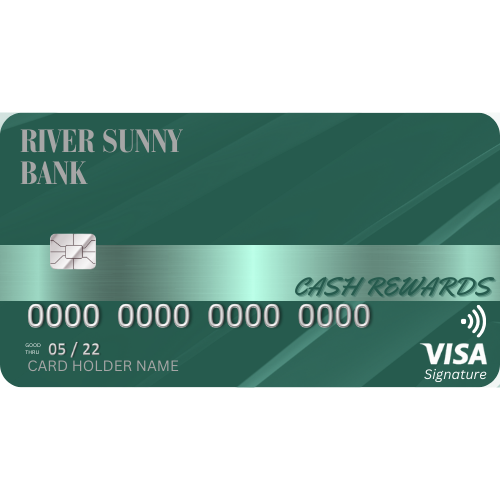 RIVER SUNNY
BANK
CASH REWARDS
0000 0000 0000 0000
GOOD
THRU 05 / 22
CARD HOLDER NAME
VISA
Signature